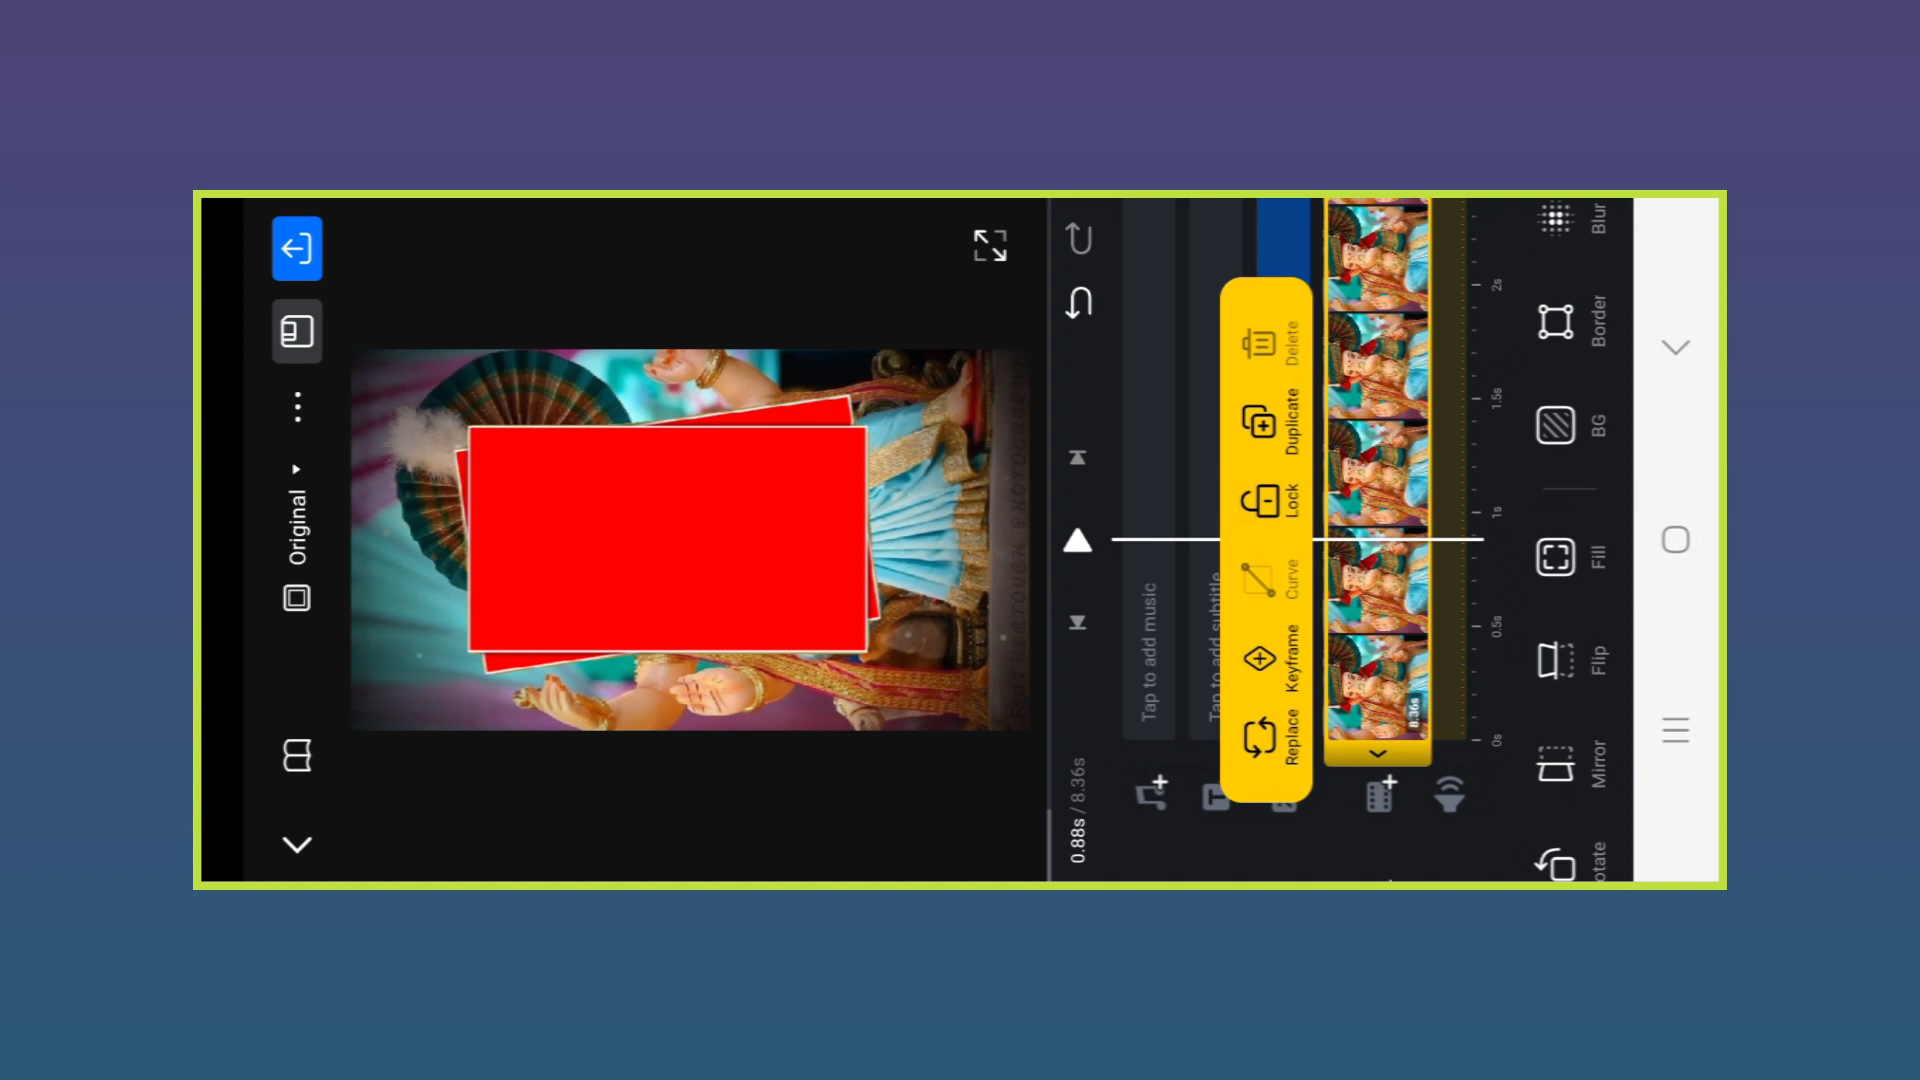 Original
0.88s / 8.36s
Tap to add music
Tap to add subtitle
Replace
Keyframe
Curve
Lock
Duplicate
Delete
8.36s
0s
0.5s
1s
1.5s
2s
otate
Mirror
Flip
Fill
BG
Border
Blur